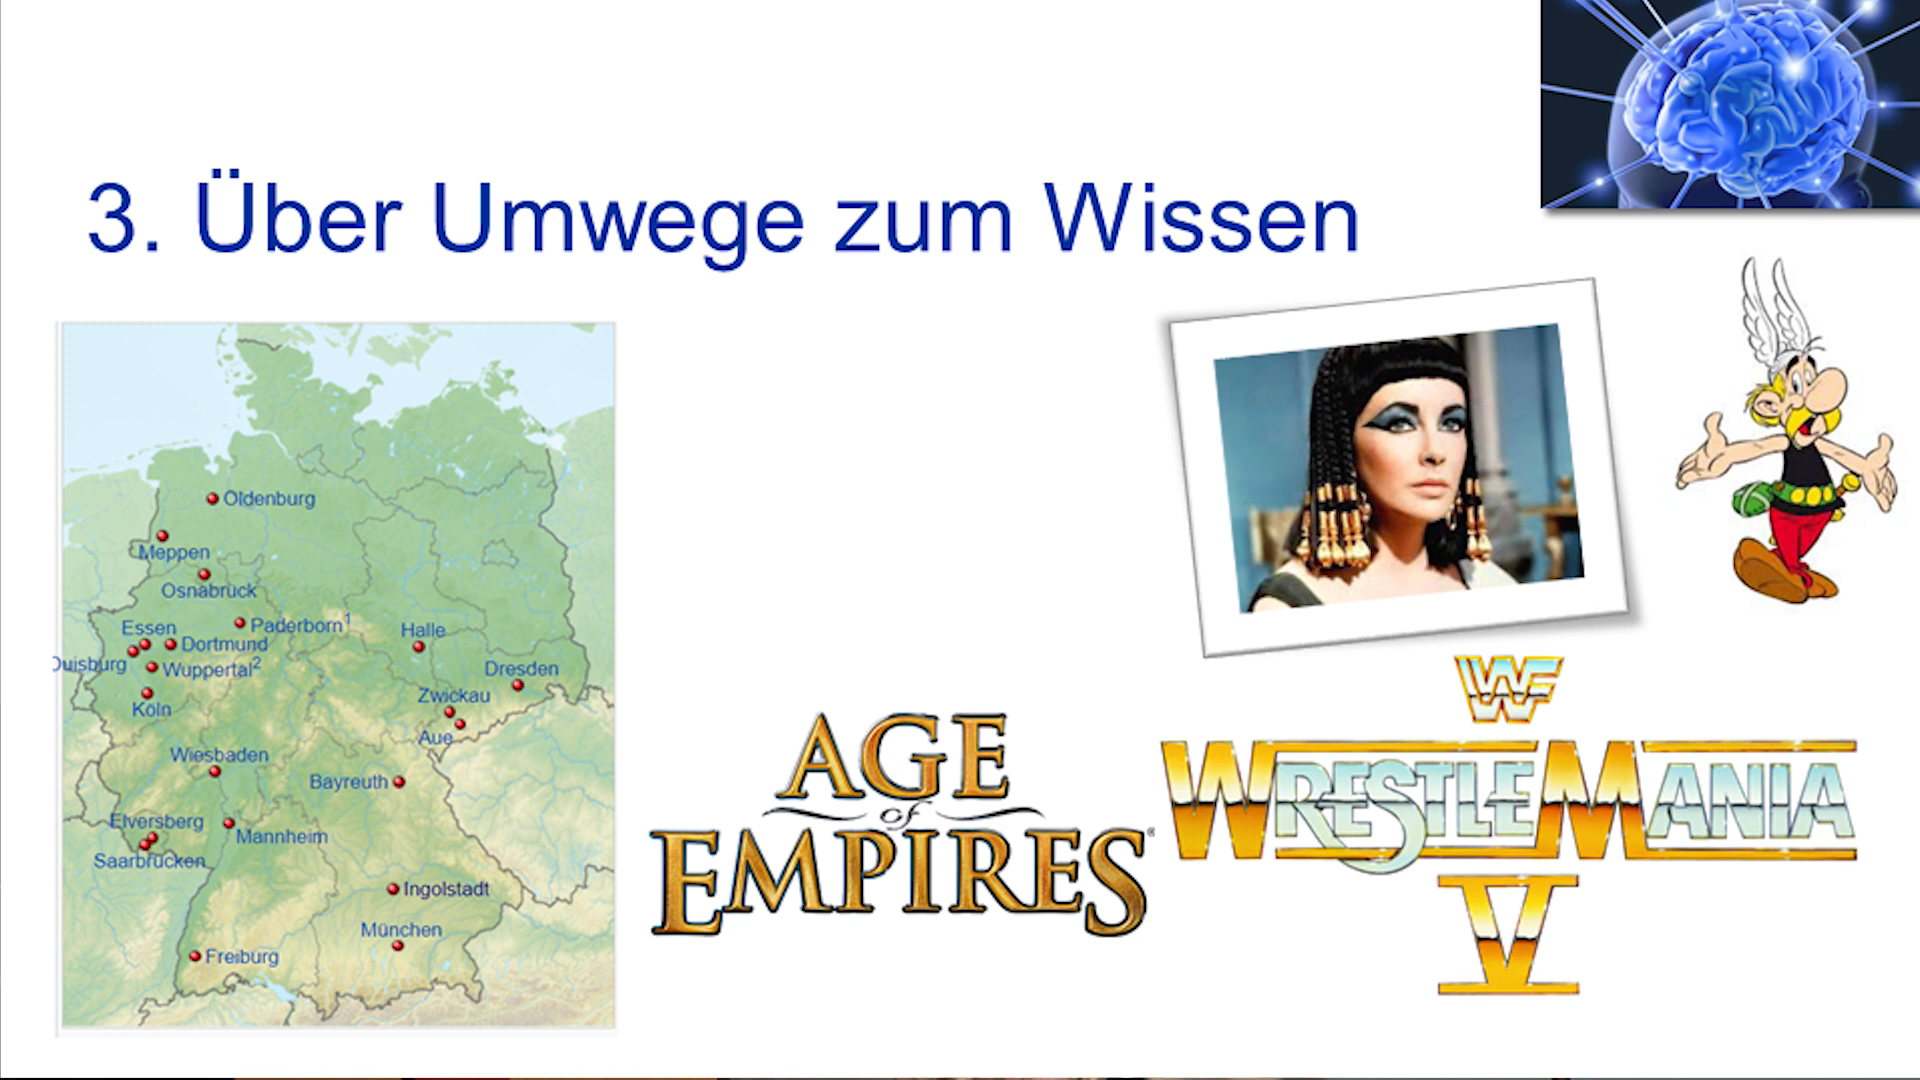 3. Über Umwege zum Wissen
Oldenburg
Meppen
Osnabrück
Paderborn¹
Essen
Dortmund
Duisburg
Wuppertal²
Köln
Halle
Dresden
Zwickau
Aue
Wiesbaden
Bayreuth
Elversberg
Mannheim
Saarbrücken
Ingolstadt
München
Freiburg
AGE
of
EMPIRES®
WF
WRESTLEMANIA
V